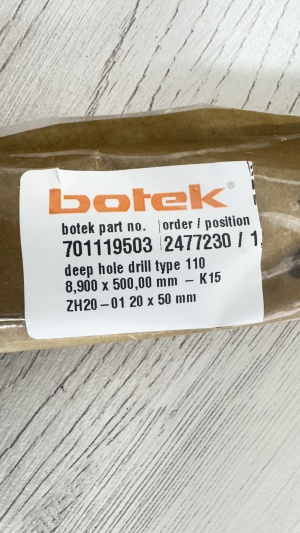 botek®
botek part no. order / position
701119503 2477230 / 1,
deep hole drill type 110
8,900 x 500,00 mm – K15
ZH20–01 20 x 50 mm